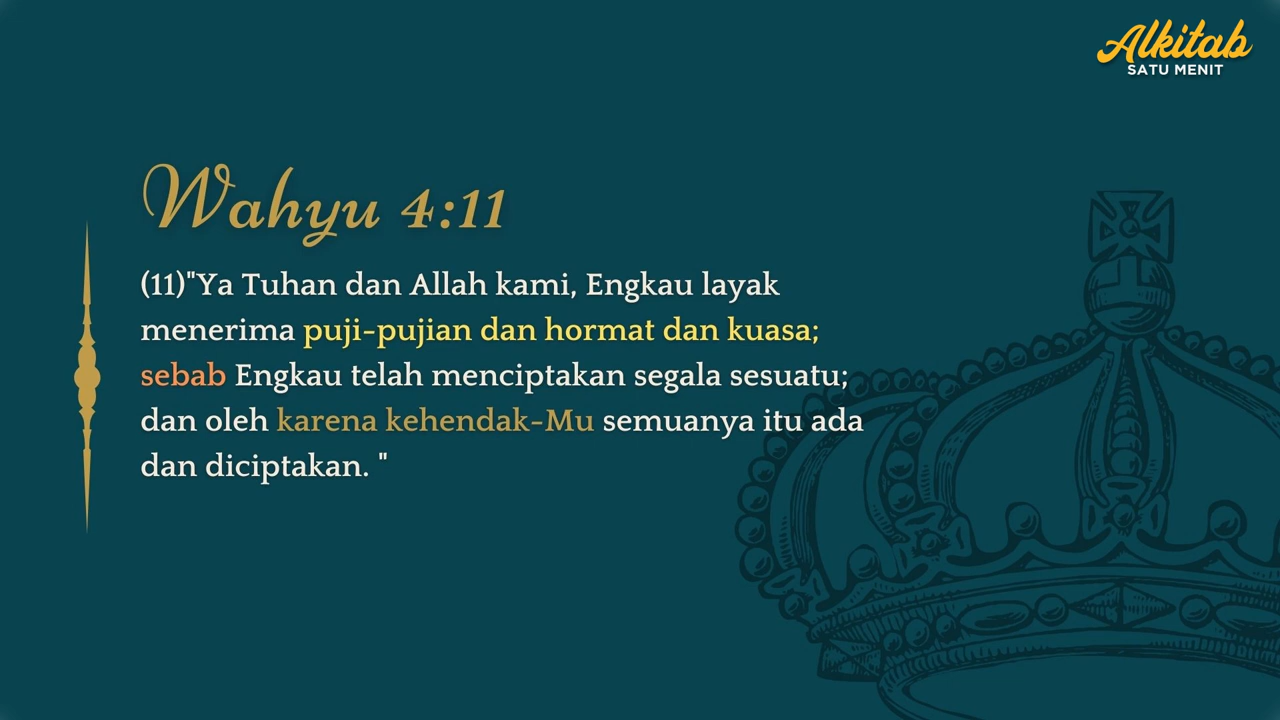 Alkitab
SATU MENIT
Wahyu 4:11
(11)"Ya Tuhan dan Allah kami, Engkau layak
menerima puji-pujian dan hormat dan kuasa;
sebab Engkau telah menciptakan segala sesuatu;
dan oleh karena kehendak-Mu semuanya itu ada
dan diciptakan. "